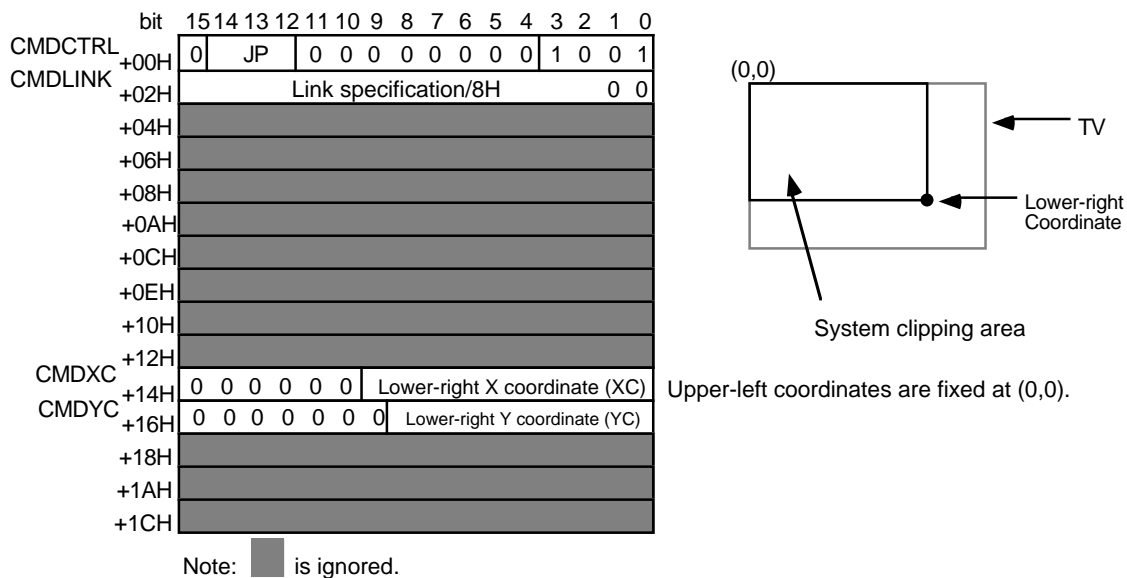 bit 15 14 13 12 11 10 9 8 7 6 5 4 3 2 1 0
CMDCTRL +00H 0 JP 0 0 0 0 0 0 0 0 1 0 0 1
CMDLINK +02H Link specification/8H 0 0
+04H
+06H
+08H
+0AH
+0CH
+0EH
+10H
+12H
CMDXC +14H 0 0 0 0 0 0 Lower-right X coordinate (XC)
CMDYC +16H 0 0 0 0 0 0 0 Lower-right Y coordinate (YC)
+18H
+1AH
+1CH
Note: is ignored.
(0,0)
TV
Lower-right
Coordinate
System clipping area
Upper-left coordinates are fixed at (0,0).